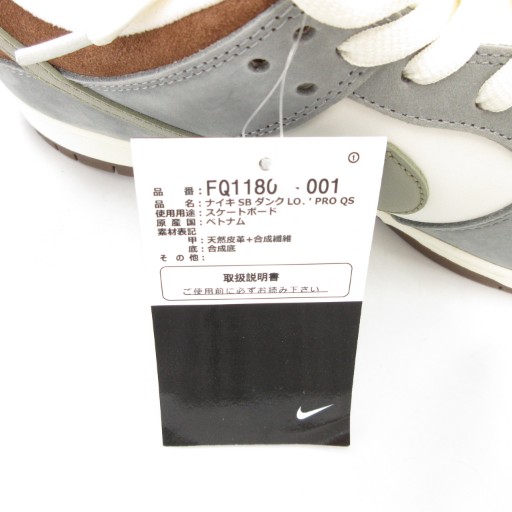 ①
品 番：FQ1180 - 001
品 名：ナイキ SB ダンク LO. ' PRO QS
使用用途：スケートボード
原 産 国：ベトナム
素材表記
甲：天然皮革+合成繊維
底：合成底
そ の 他：
取扱説明書
ご使用前に必ずお読み下さい